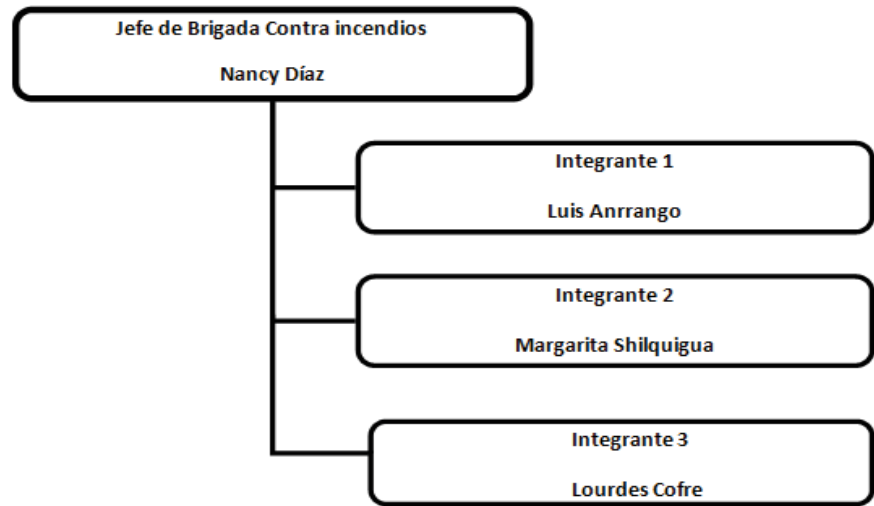 Jefe de Brigada Contra incendios
Nancy Díaz
Integrante 1
Luis Anrrango
Integrante 2
Margarita Shilquigua
Integrante 3
Lourdes Cofre